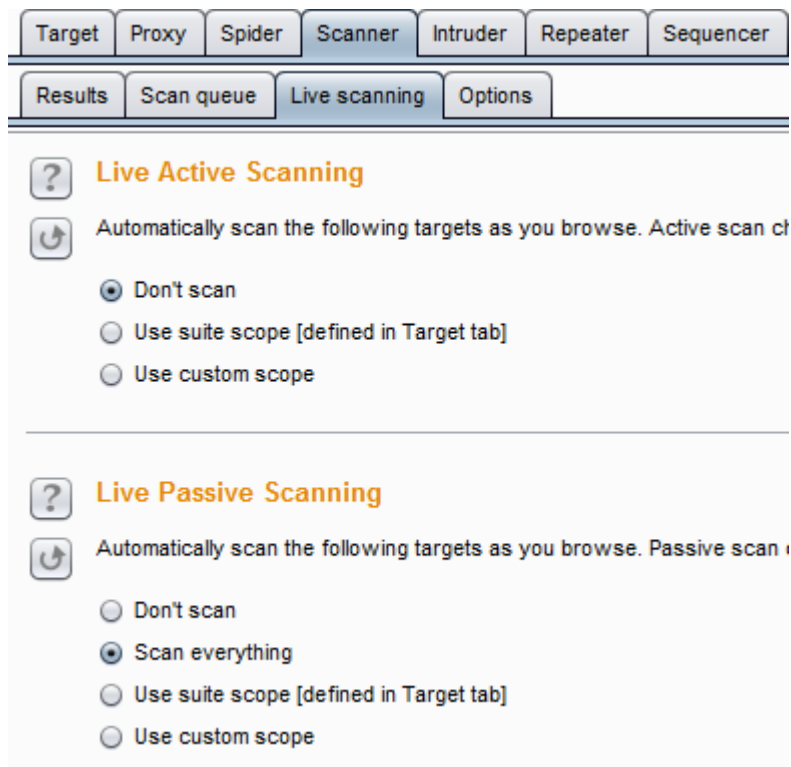 Target Proxy Spider Scanner Intruder Repeater Sequencer
Results Scan queue Live scanning Options
? Live Active Scanning
Automatically scan the following targets as you browse. Active scan ch
Don't scan
Use suite scope [defined in Target tab]
Use custom scope
? Live Passive Scanning
Automatically scan the following targets as you browse. Passive scan
Don't scan
Scan everything
Use suite scope [defined in Target tab]
Use custom scope